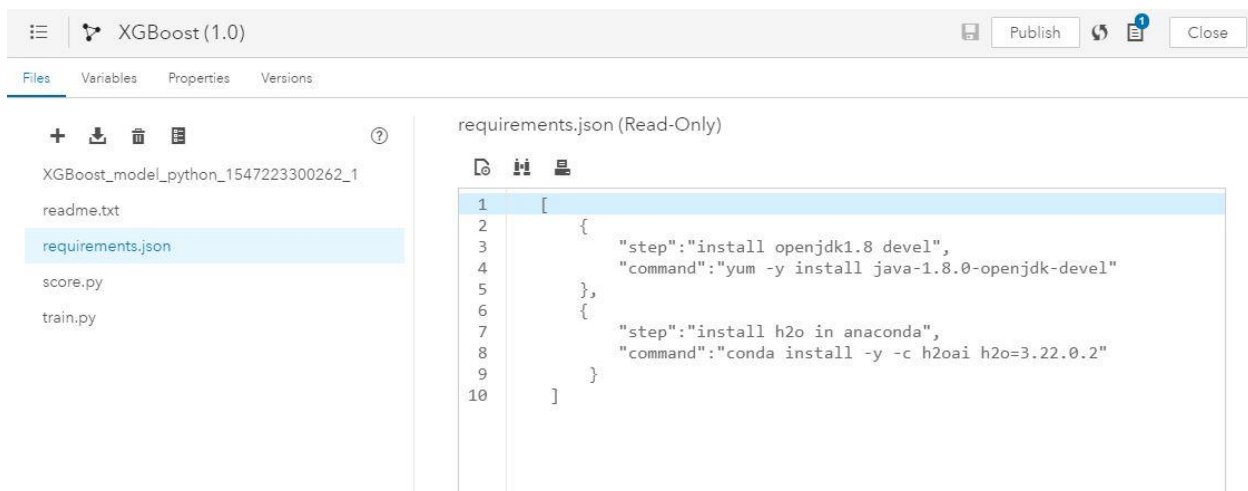 XGBoost (1.0)
Publish
1
Close
Files Variables Properties Versions
XGBoost_model_python_1547223300262_1
readme.txt
requirements.json
score.py
train.py
requirements.json (Read-Only)
1 [
2 {
3 "step":"install openjdk1.8 devel",
4 "command":"yum -y install java-1.8.0-openjdk-devel"
5 },
6 {
7 "step":"install h2o in anaconda",
8 "command":"conda install -y -c h2oai h2o=3.22.0.2"
9 }
10 ]